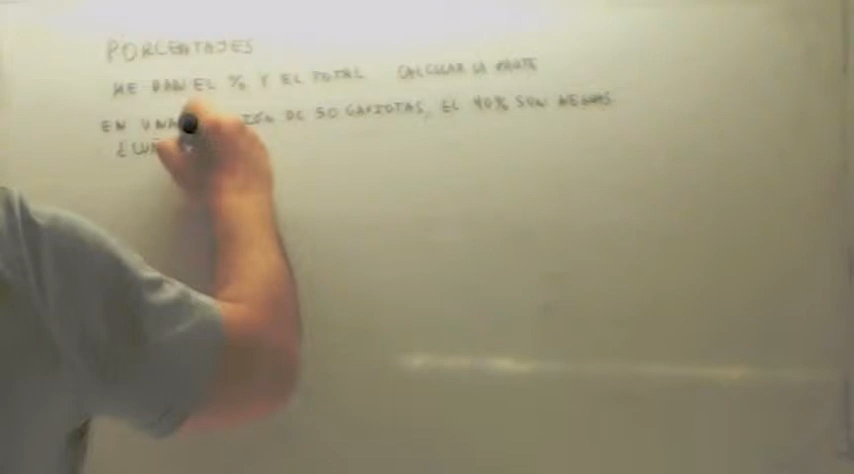 PORCENTAJES
ME DAN EL % Y EL TOTAL CALCULAR LA PARTE
EN UNA DE 50 GAVIOTAS, EL 40% SON NEGRAS
¿